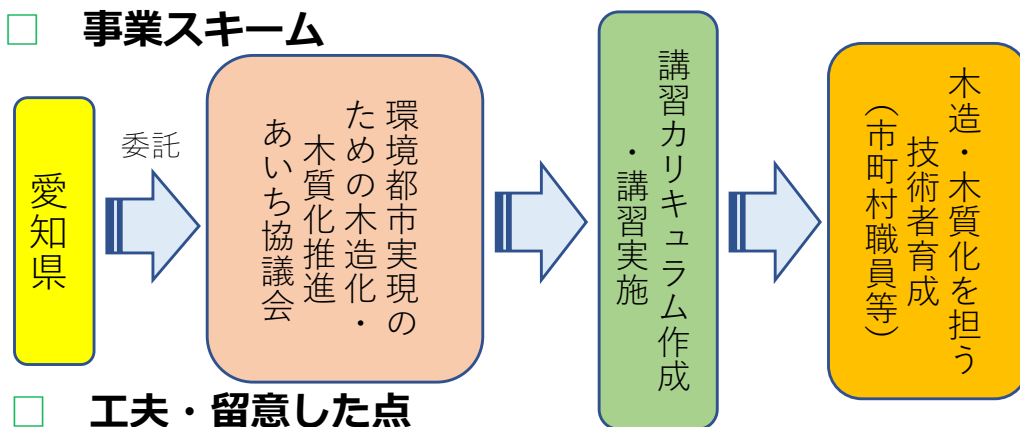 □ 事業スキーム
愛知県
委託
環境都市実現の
ための木造化・
木質化推進
あいち協議会
講習カリキュラム作成
・講習実施
木造・木質化を担う
技術者育成
（市町村職員等）
□ 工夫・留意した点